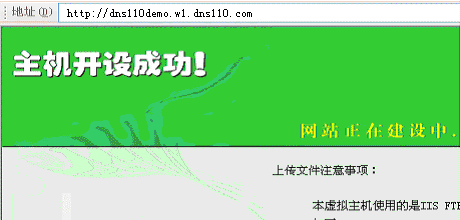 地址(D) http://dns110demo.w1.dns110.com
主机开设成功!
网站正在建设中.
上传文件注意事项：
本虚拟主机使用的是IIS FTP